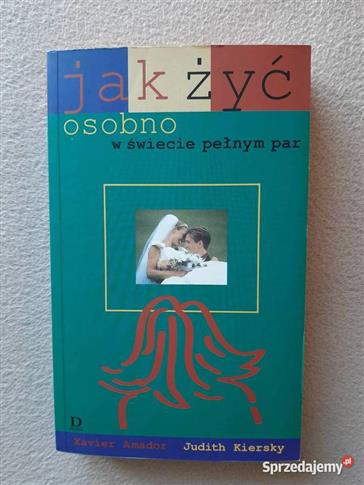 jak żyć
osobno
w świecie pełnym par
D
Xavier Amador Judith Kiersky
Sprzedajemy.pl